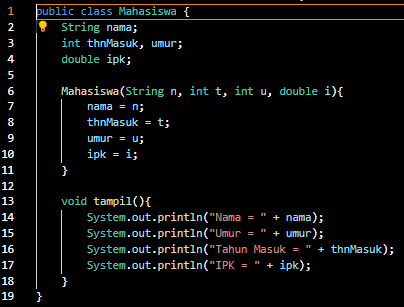 1 public class Mahasiswa {
2     String nama;
3     int thnMasuk, umur;
4     double ipk;
5
6     Mahasiswa(String n, int t, int u, double i){
7         nama = n;
8         thnMasuk = t;
9         umur = u;
10         ipk = i;
11     }
12
13     void tampil(){
14         System.out.println("Nama = " + nama);
15         System.out.println("Umur = " + umur);
16         System.out.println("Tahun Masuk = " + thnMasuk);
17         System.out.println("IPK = " + ipk);
18     }
19 }